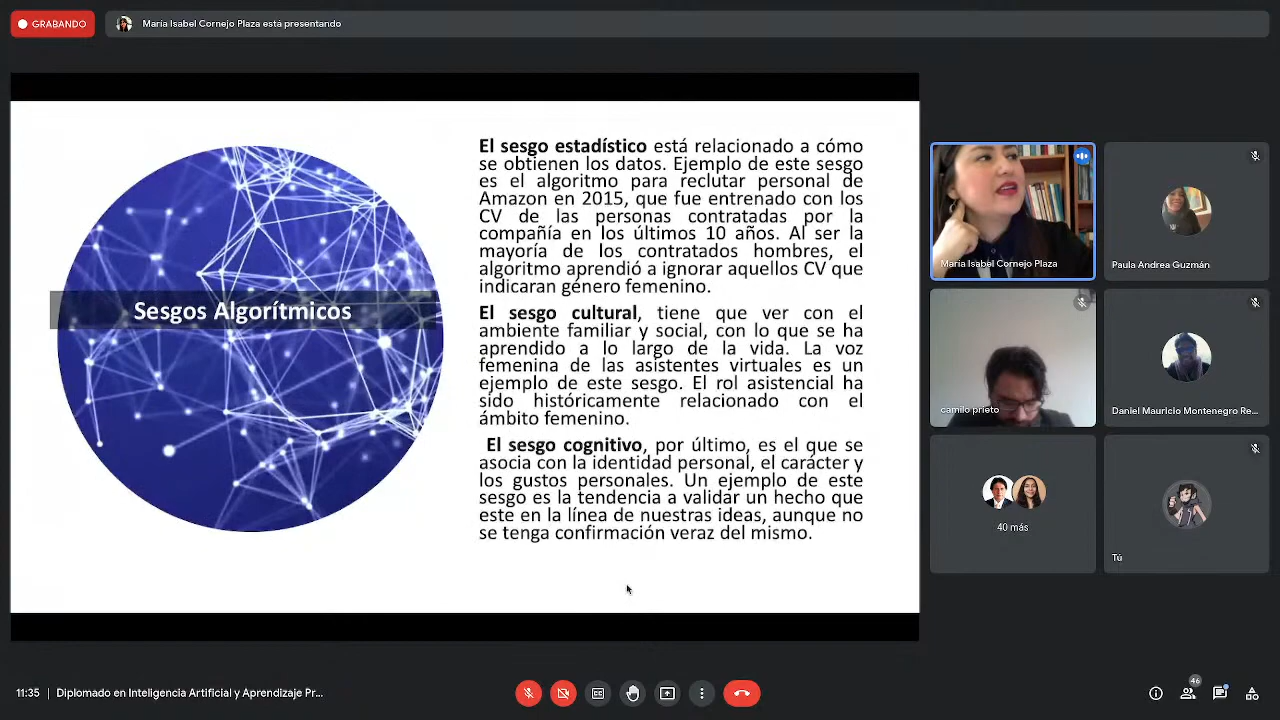 GRABANDO
María Isabel Cornejo Plaza está presentando
Sesgos Algorítmicos
El sesgo estadístico está relacionado a cómo
se obtienen los datos. Ejemplo de este sesgo
es el algoritmo para reclutar personal de
Amazon en 2015, que fue entrenado con los
CV de las personas contratadas por la
compañía en los últimos 10 años. Al ser la
mayoría de los contratados hombres, el
algoritmo aprendió a ignorar aquellos CV que
indicaran género femenino.
El sesgo cultural, tiene que ver con el
ambiente familiar y social, con lo que se ha
aprendido a lo largo de la vida. La voz
femenina de las asistentes virtuales es un
ejemplo de este sesgo. El rol asistencial ha
sido históricamente relacionado con el
ámbito femenino.
El sesgo cognitivo, por último, es el que se
asocia con la identidad personal, el carácter y
los gustos personales. Un ejemplo de este
sesgo es la tendencia a validar un hecho que
este en la línea de nuestras ideas, aunque no
se tenga confirmación veraz del mismo.
María Isabel Cornejo Plaza
Paula Andrea Guzmán
camilo prieto
Daniel Mauricio Montenegro Re...
40 más
Tú
11:35 | Diplomado en Inteligencia Artificial y Aprendizaje Pr...
46